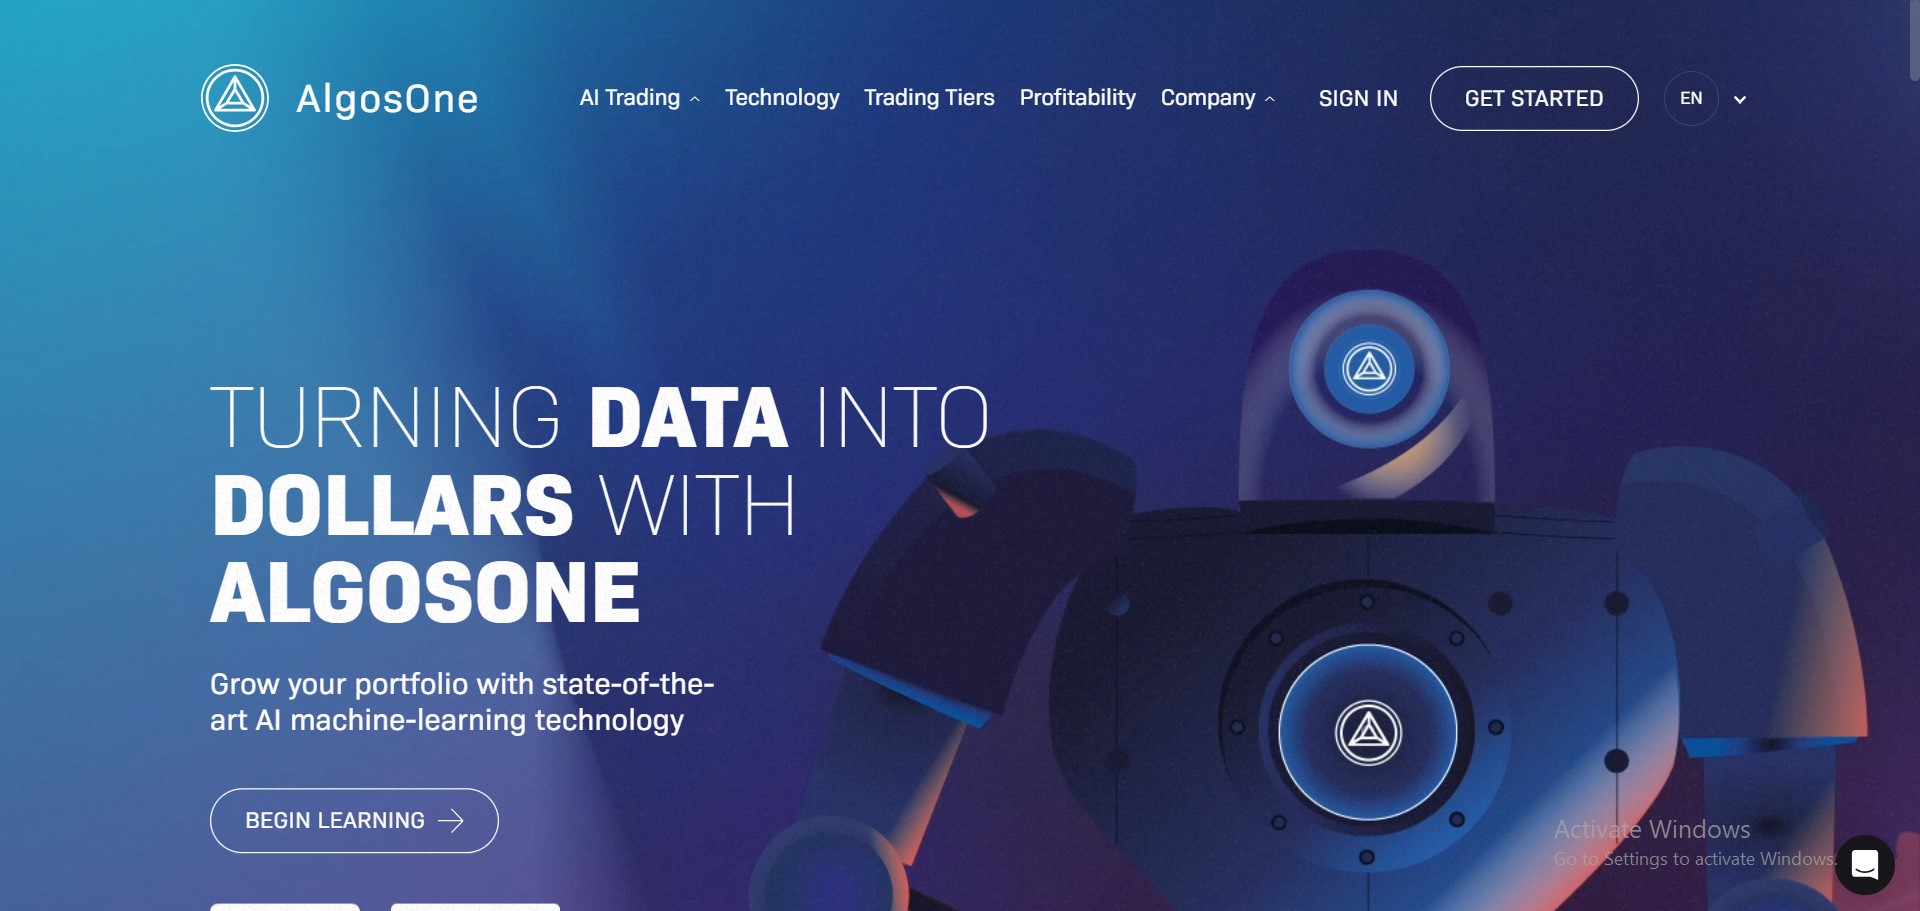 AlgosOne
AI Trading
Technology
Trading Tiers
Profitability
Company
SIGN IN
GET STARTED
EN
TURNING DATA INTO
DOLLARS WITH
ALGOSONE
Grow your portfolio with state-of-the-
art AI machine-learning technology
BEGIN LEARNING
Activate Windows
Go to Settings to activate Windows.